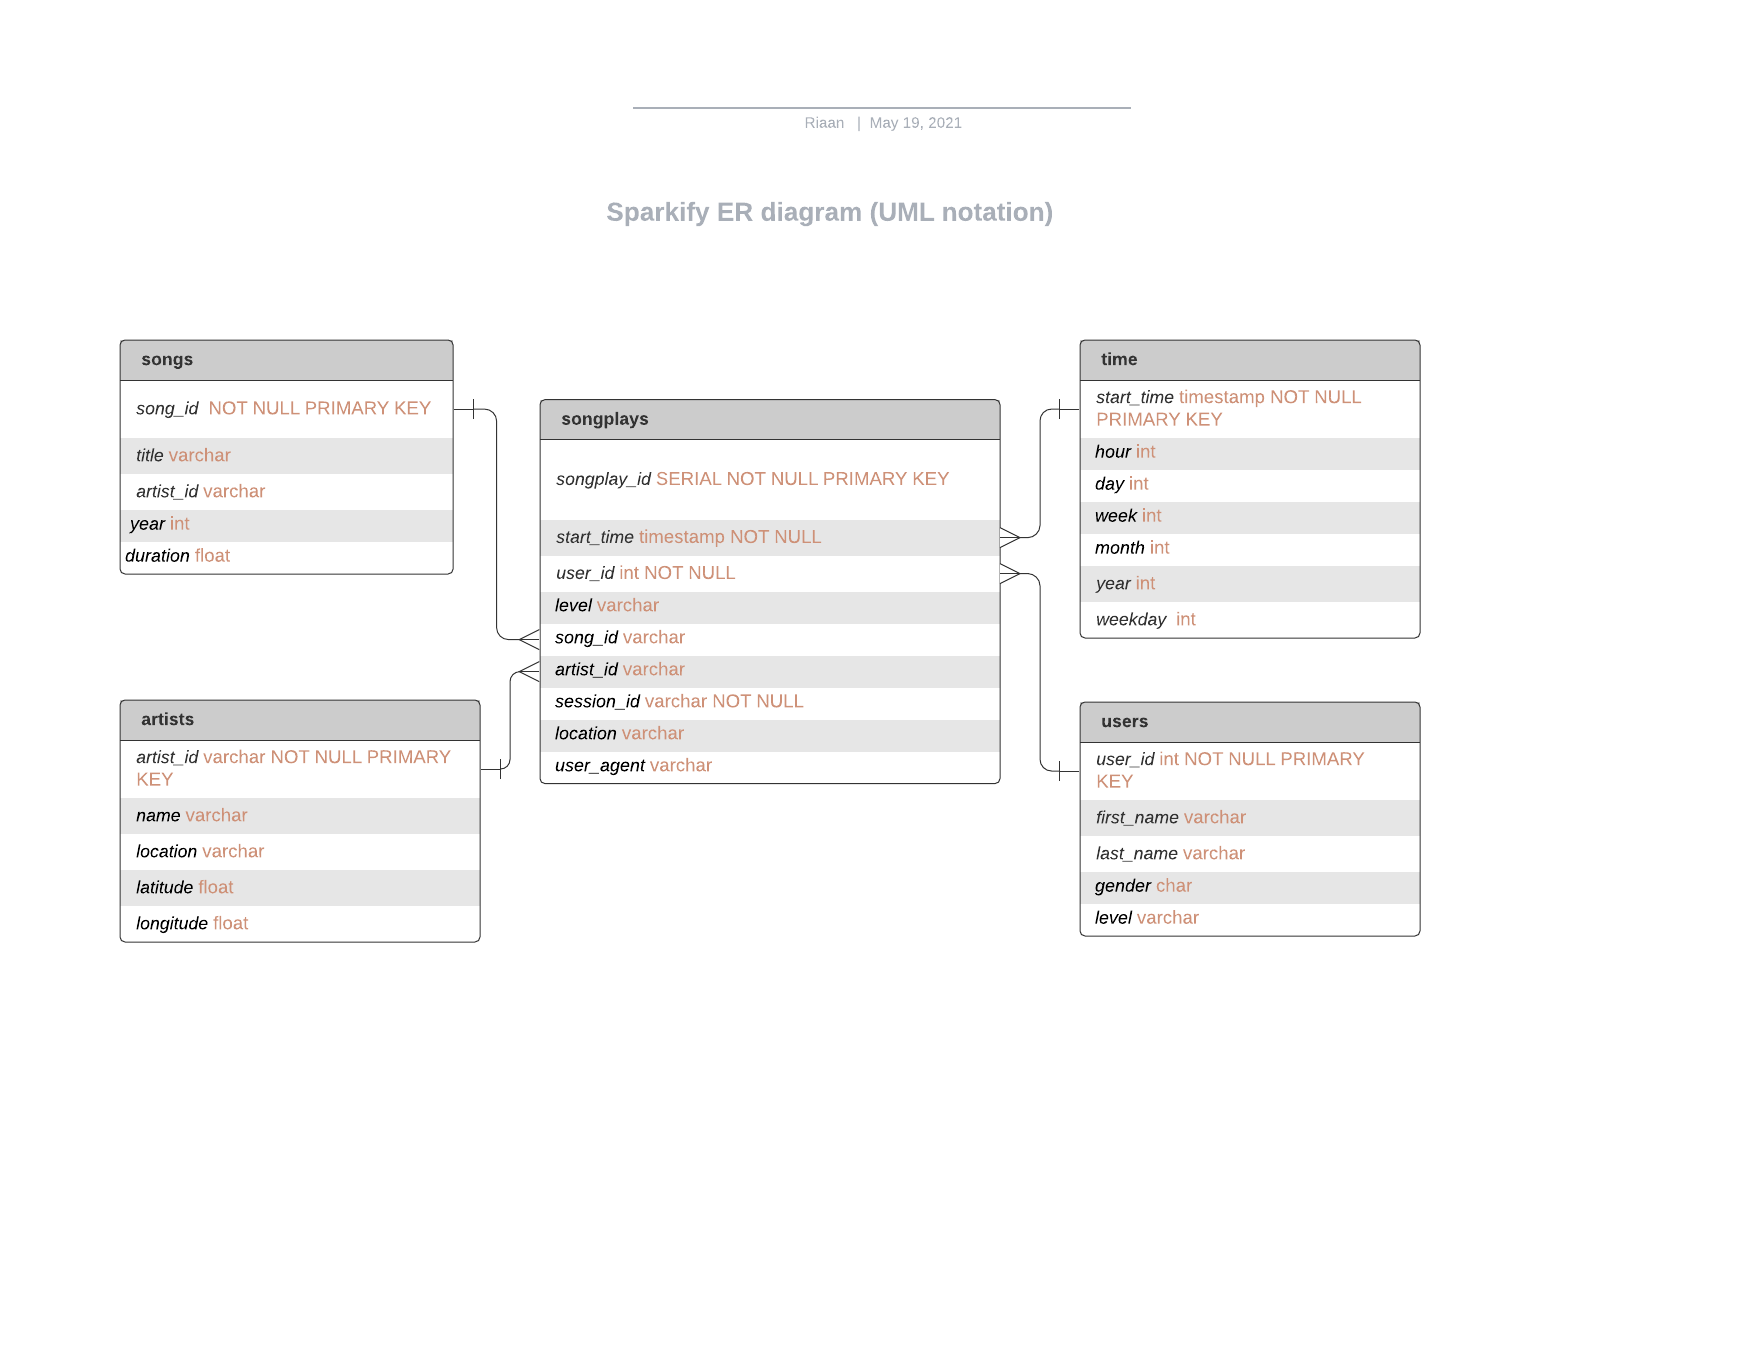 Riaan | May 19, 2021
Sparkify ER diagram (UML notation)
songs
song_id NOT NULL PRIMARY KEY
title varchar
artist_id varchar
year int
duration float
artists
artist_id varchar NOT NULL PRIMARY
KEY
name varchar
location varchar
latitude float
longitude float
songplays
songplay_id SERIAL NOT NULL PRIMARY KEY
start_time timestamp NOT NULL
user_id int NOT NULL
level varchar
song_id varchar
artist_id varchar
session_id varchar NOT NULL
location varchar
user_agent varchar
time
start_time timestamp NOT NULL
PRIMARY KEY
hour int
day int
week int
month int
year int
weekday int
users
user_id int NOT NULL PRIMARY
KEY
first_name varchar
last_name varchar
gender char
level varchar